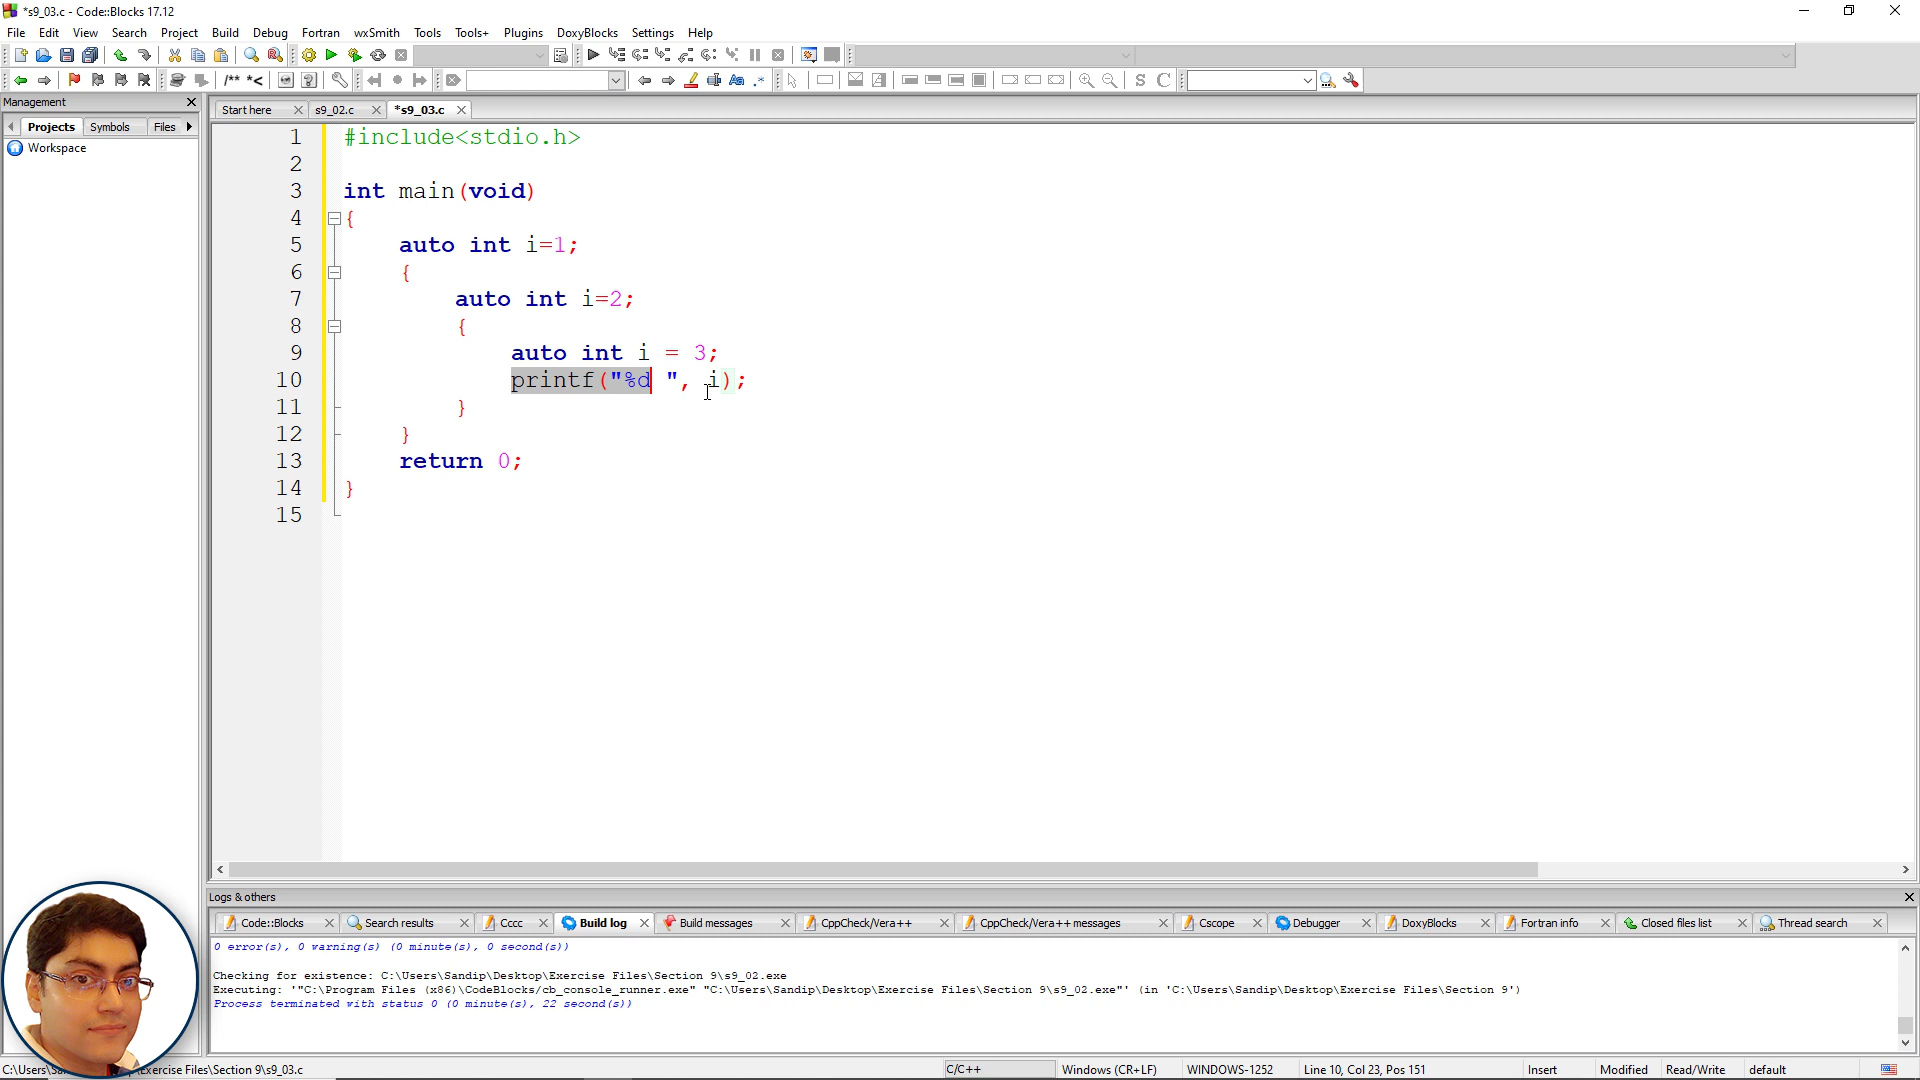 *s9_03.c - Code::Blocks 17.12
File Edit View Search Project Build Debug Fortran wxSmith Tools Tools+ Plugins DoxyBlocks Settings Help
/** *< Aa .* S C
Management
Projects Symbols Files
Workspace
Start here s9_02.c *s9_03.c
1 #include<stdio.h>
2
3 int main(void)
4 {
5 auto int i=1;
6 {
7 auto int i=2;
8 {
9 auto int i = 3;
10 printf("%d ", i);
11 }
12 }
13 return 0;
14 }
15
Logs & others
Code::Blocks Search results Cccc Build log Build messages CppCheck/Vera++ CppCheck/Vera++ messages Cscope Debugger DoxyBlocks Fortran info Closed files list Thread search
0 error(s), 0 warning(s) (0 minute(s), 0 second(s))
Checking for existence: C:\Users\Sandip\Desktop\Exercise Files\Section 9\s9_02.exe
Executing: '"C:\Program Files (x86)\CodeBlocks/cb_console_runner.exe" "C:\Users\Sandip\Desktop\Exercise Files\Section 9\s9_02.exe"' (in 'C:\Users\Sandip\Desktop\Exercise Files\Section 9')
Process terminated with status 0 (0 minute(s), 22 second(s))
C:\Users\ Exercise Files\Section 9\s9_03.c C/C++ Windows (CR+LF) WINDOWS-1252 Line 10, Col 23, Pos 151 Insert Modified Read/Write default